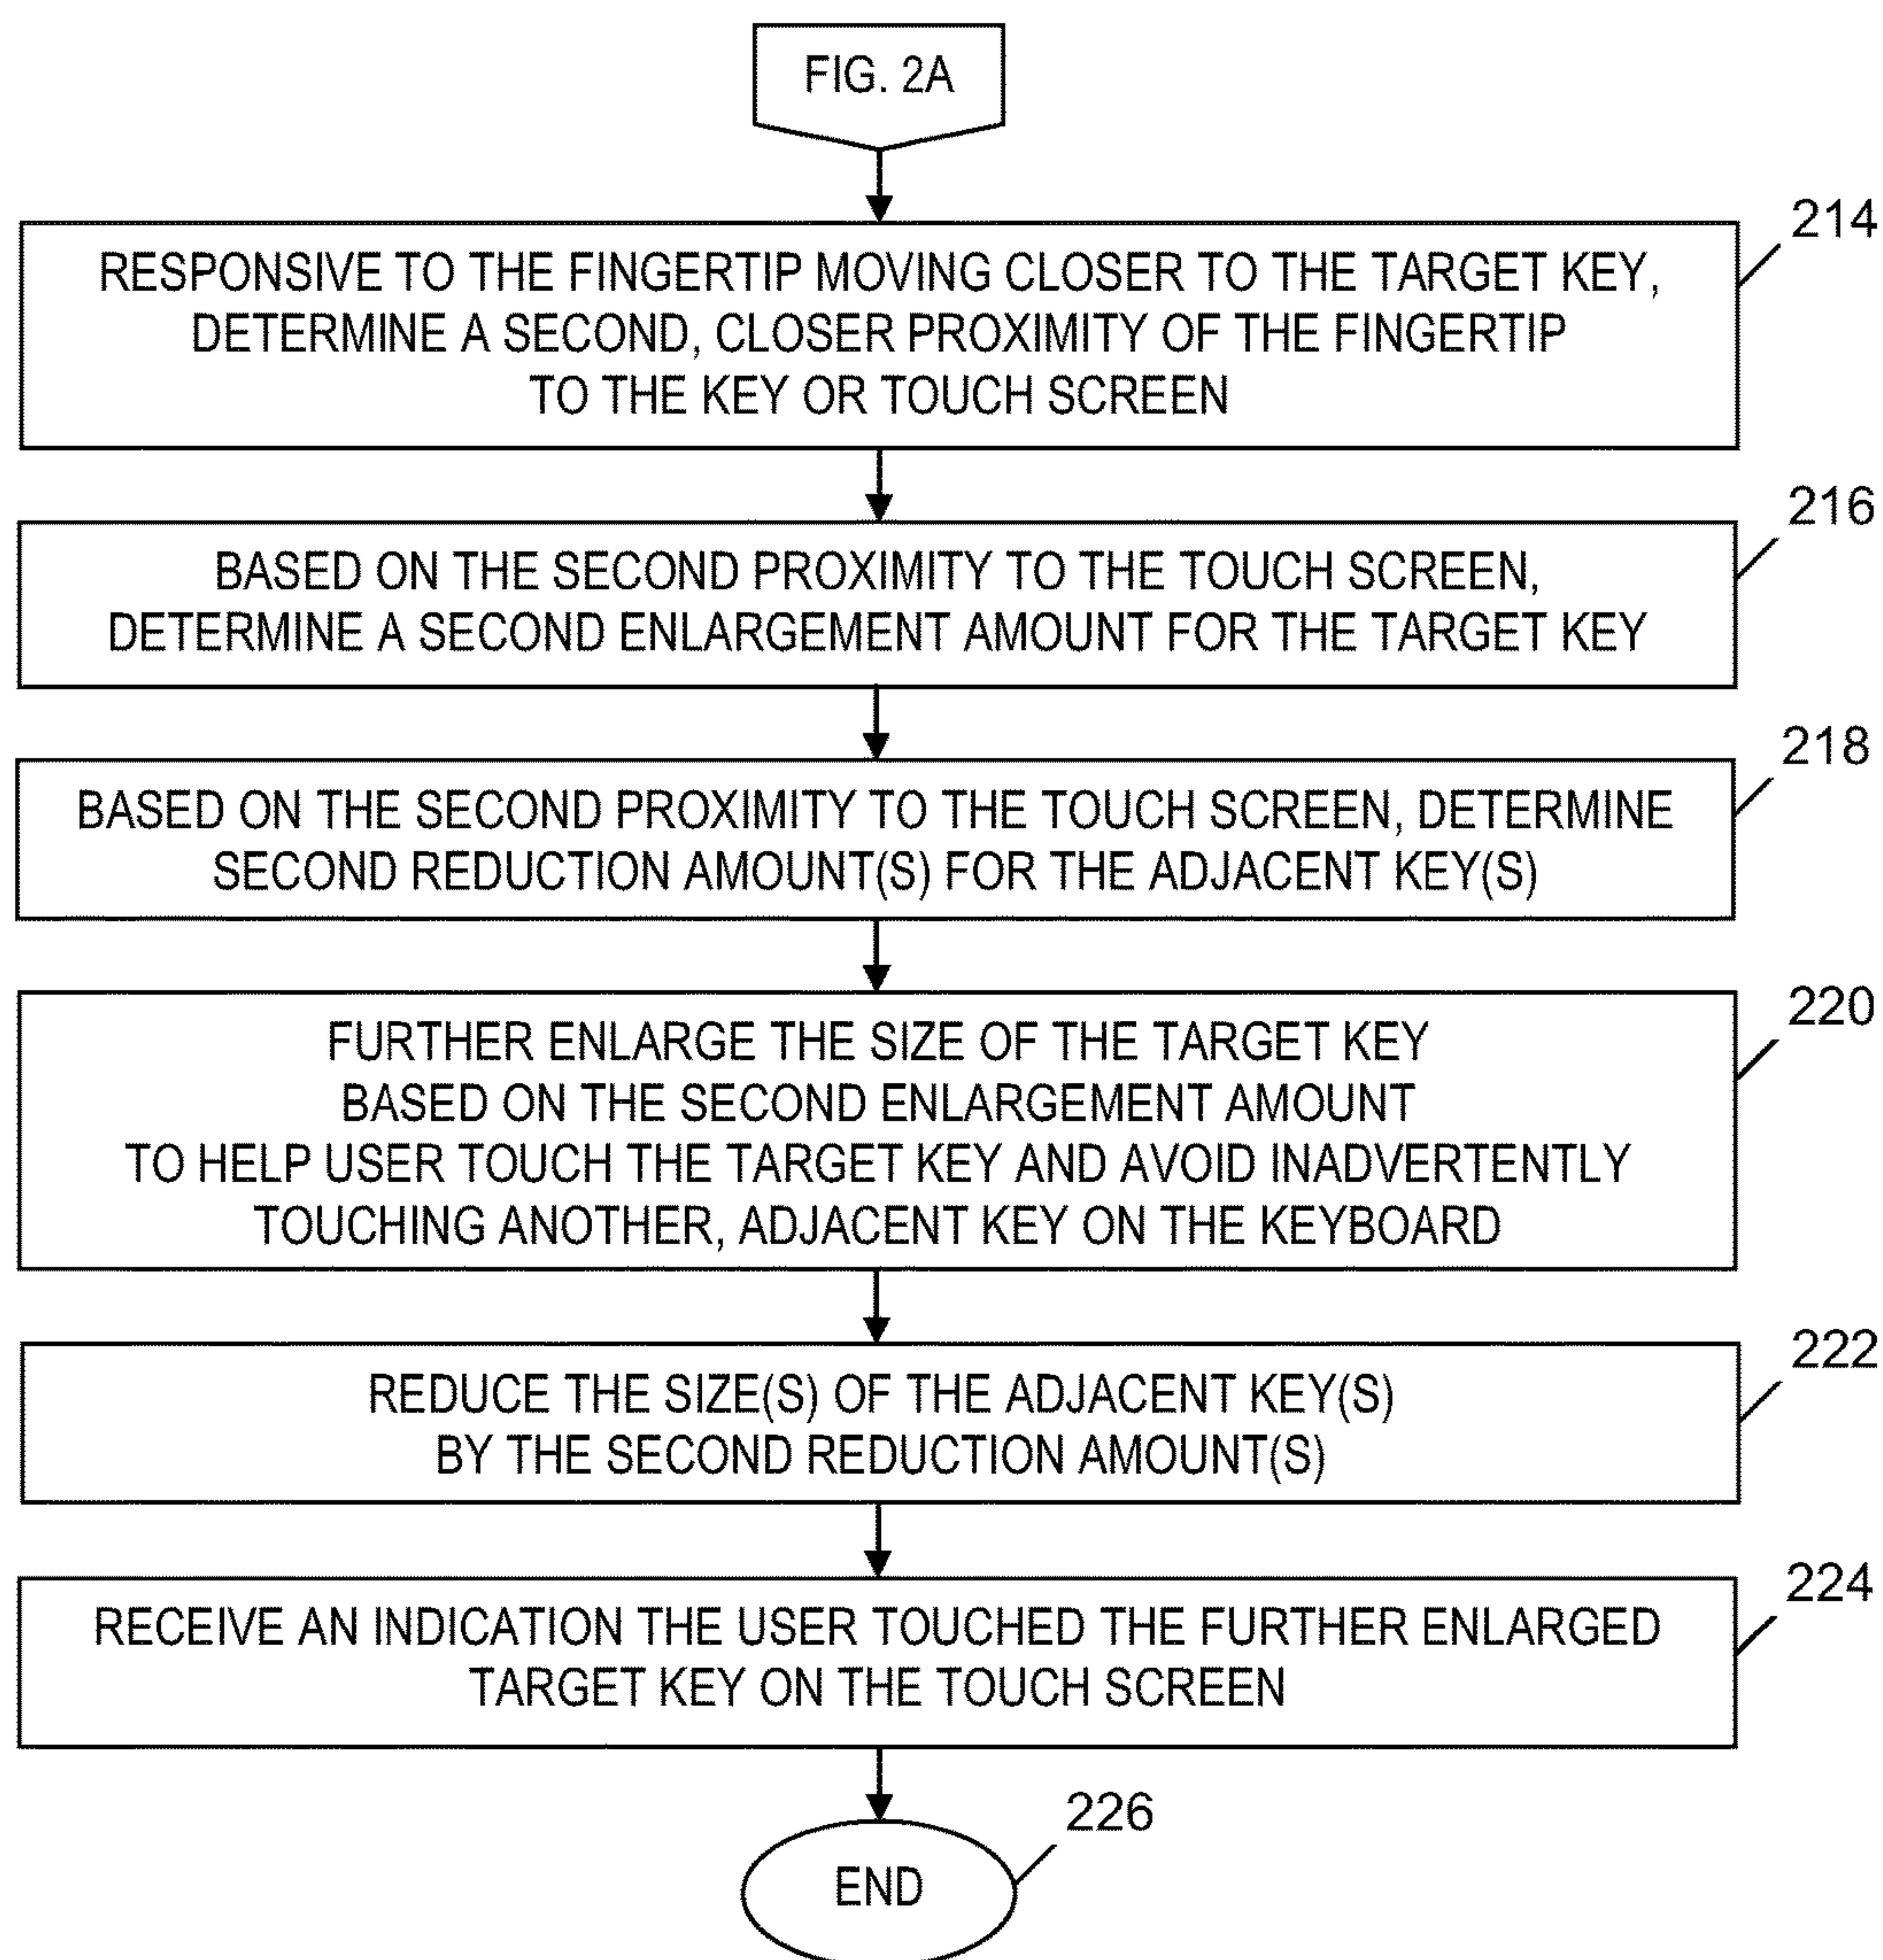 FIG. 2A
214
RESPONSIVE TO THE FINGERTIP MOVING CLOSER TO THE TARGET KEY,
DETERMINE A SECOND, CLOSER PROXIMITY OF THE FINGERTIP
TO THE KEY OR TOUCH SCREEN
216
BASED ON THE SECOND PROXIMITY TO THE TOUCH SCREEN,
DETERMINE A SECOND ENLARGEMENT AMOUNT FOR THE TARGET KEY
218
BASED ON THE SECOND PROXIMITY TO THE TOUCH SCREEN, DETERMINE
SECOND REDUCTION AMOUNT(S) FOR THE ADJACENT KEY(S)
220
FURTHER ENLARGE THE SIZE OF THE TARGET KEY
BASED ON THE SECOND ENLARGEMENT AMOUNT
TO HELP USER TOUCH THE TARGET KEY AND AVOID INADVERTENTLY
TOUCHING ANOTHER, ADJACENT KEY ON THE KEYBOARD
222
REDUCE THE SIZE(S) OF THE ADJACENT KEY(S)
BY THE SECOND REDUCTION AMOUNT(S)
224
RECEIVE AN INDICATION THE USER TOUCHED THE FURTHER ENLARGED
TARGET KEY ON THE TOUCH SCREEN
226
END